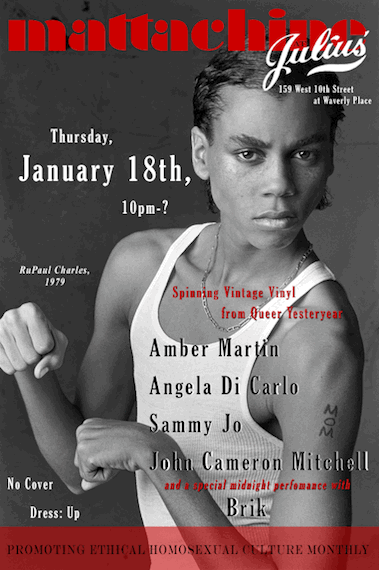 mattachine
Julius'
159 West 10th Street
at Waverly Place
Thursday,
January 18th,
10pm-?
RuPaul Charles,
1979
Spinning Vintage Vinyl
from Queer Yesteryear
Amber Martin
Angela Di Carlo
Sammy Jo
John Cameron Mitchell
and a special midnight perfomance with
Brik
MOM
No Cover
Dress: Up
PROMOTING ETHICAL HOMOSEXUAL CULTURE MONTHLY